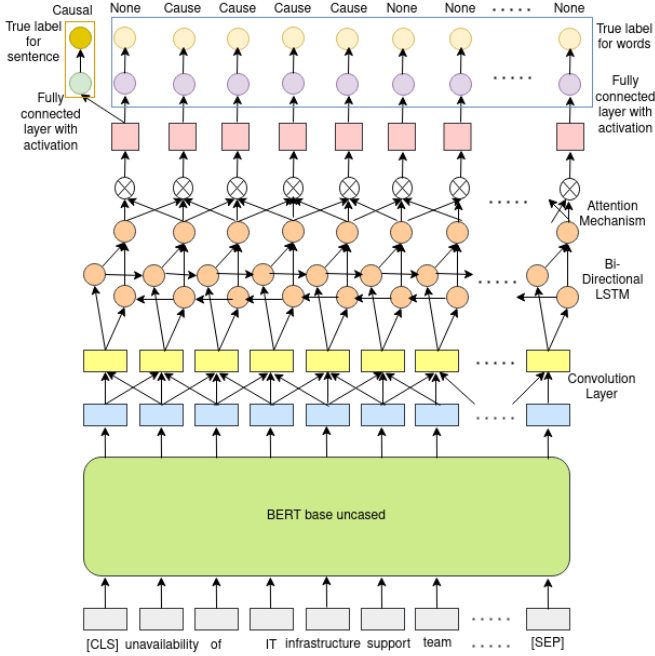 Causal None Cause Cause Cause Cause None None ..... None
True label
for
sentence
True label
for words
Fully
connected
layer with
activation
Fully
connected
layer with
activation
Attention
Mechanism
Bi-
Directional
LSTM
Convolution
Layer
BERT base uncased
[CLS] unavailability of IT infrastructure support team ..... [SEP]